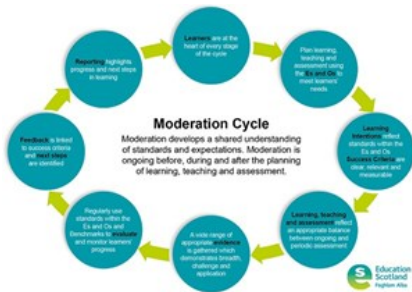 Learners are at
the heart of every
stage of
the cycle
Plan learning,
teaching and
assessment
using
the Es and Os
to meet learners'
needs
Learning
Intentions reflect
standards within the
Es and Os
Success Criteria are
clear, relevant
and
measurable
Learning, teaching
and assessment reflect
an appropriate balance
between ongoing and
periodic assessment
A wide range of
appropriate evidence
is gathered which
demonstrates breadth,
challenge and
application
Regularly use
standards within the
Es and Os and
Benchmarks to evaluate
and monitor learners'
progress
Feedback is linked
to success criteria
and next steps
are identified
Reporting highlights
progress and next steps
in learning
Moderation Cycle
Moderation develop a shared understanding
of standards and expectations. Moderation is
ongoing before, during and after the planning
of learning, teaching and assessment.
Education
Scotland
Foghlam Alba